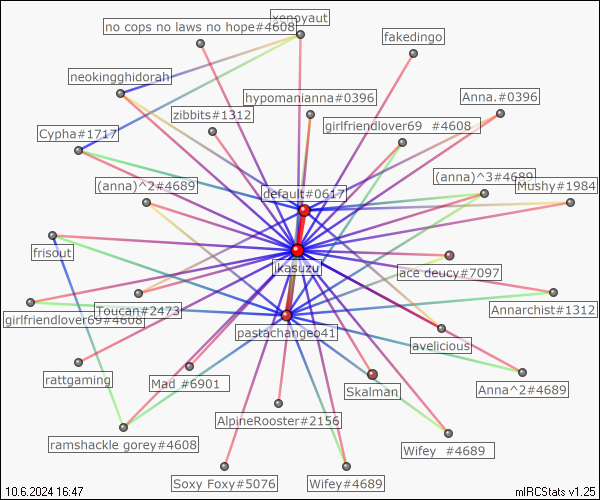 xenoyaut
no cops no laws no hope#4608
fakedingo
neokingghidorah
hypomanianna#0396
Anna.#0396
zibbits#1312
girlfriendlover69 #4608
Cypha#1717
(anna)^3#4689
(anna)^2#4689
Mushy#1984
default#0617
frisout
ikasuzu
ace deucy#7097
Toucan#2473
Annarchist#1312
girlfriendlover69#4608
pastachangeo41
avelicious
rattgaming
Mad #6901
Skalman
Anna^2#4689
AlpineRooster#2156
ramshackle gorey#4608
Wifey #4689
Soxy Foxy#5076
Wifey#4689
10.6.2024 16:47
mIRCStats v1.25